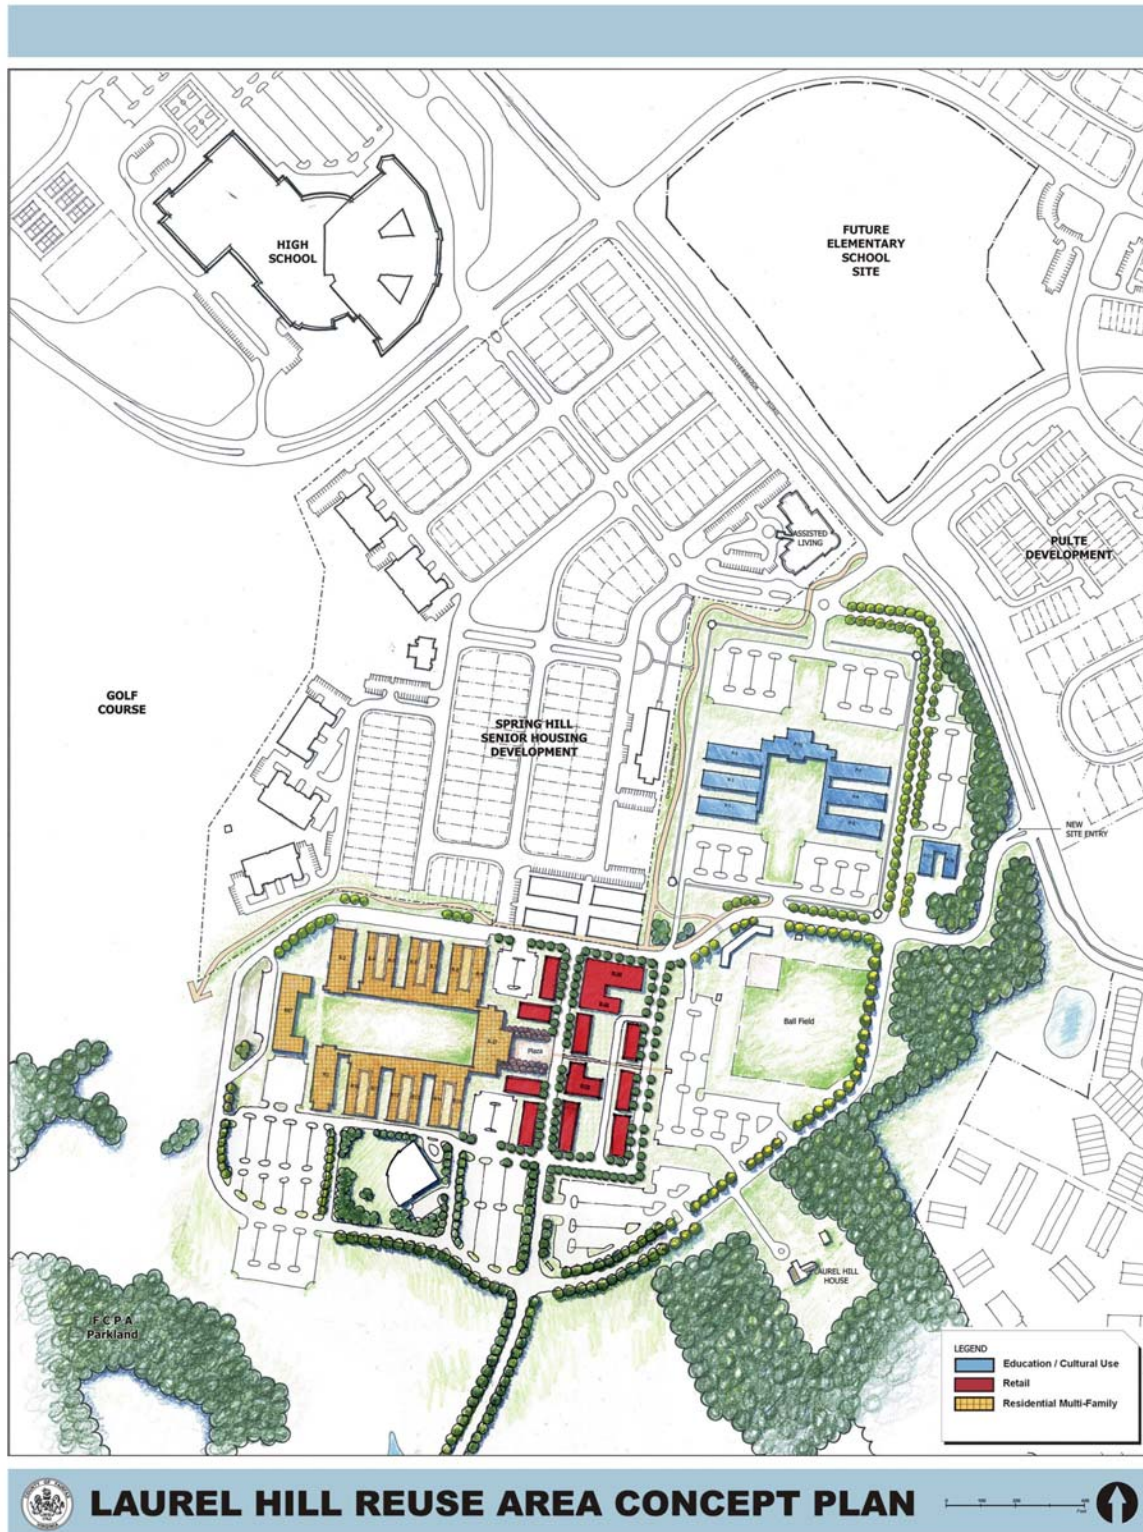 HIGH
SCHOOL
FUTURE
ELEMENTARY
SCHOOL
SITE
SILVERBROOK ROAD
ASSISTED
LIVING
PULTE
DEVELOPMENT
GOLF
COURSE
SPRING HILL
SENIOR HOUSING
DEVELOPMENT
NEW
SITE ENTRY
Ball Field
Plaza
LAUREL HILL
HOUSE
F C P A
Parkland
LEGEND
Education / Cultural Use
Retail
Residential Multi-Family
LAUREL HILL REUSE AREA CONCEPT PLAN